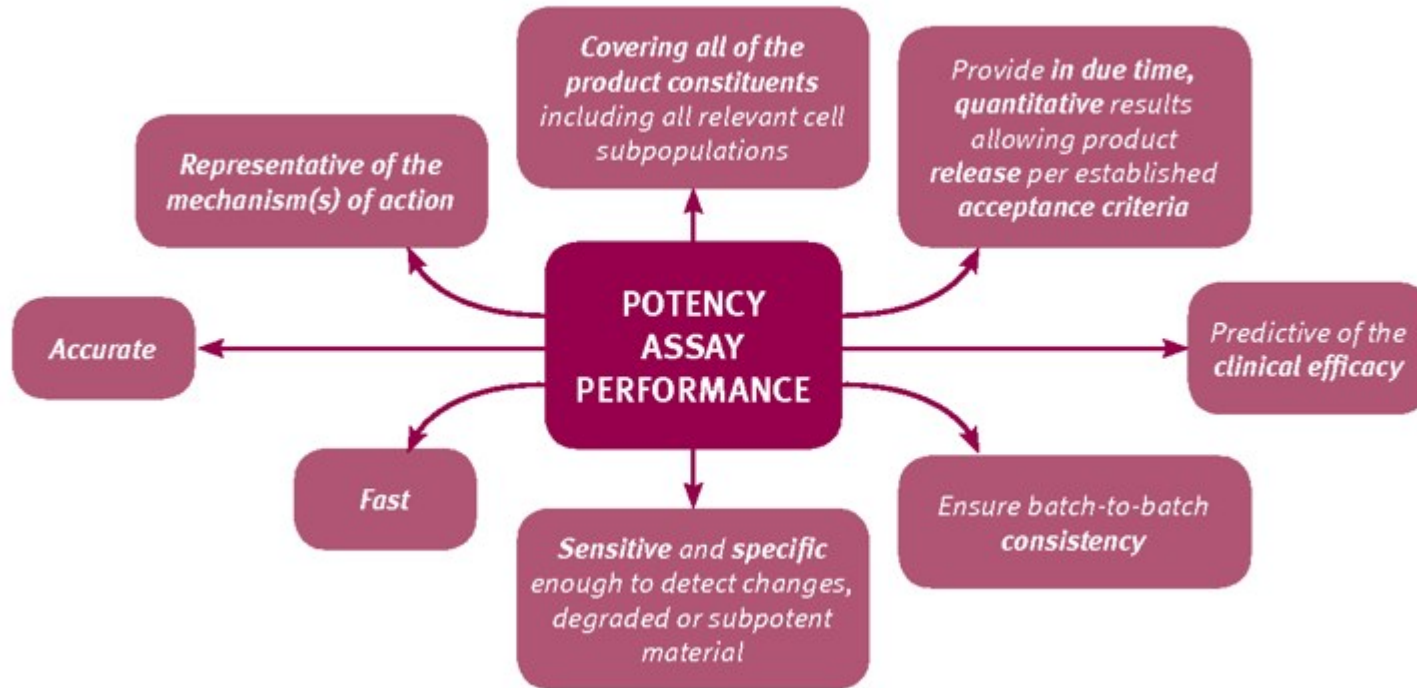 Covering all of the
product constituents
including all relevant cell
subpopulations
Provide in due time,
quantitative results
allowing product
release per established
acceptance criteria
Representative of the
mechanism(s) of action
POTENCY
ASSAY
PERFORMANCE
Accurate
Predictive of the
clinical efficacy
Fast
Sensitive and specific
enough to detect changes,
degraded or subpotent
material
Ensure batch-to-batch
consistency